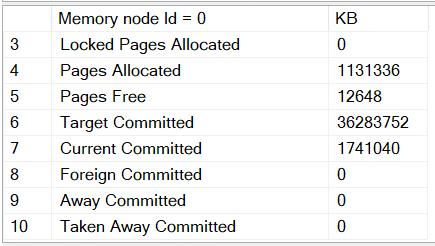 Memory node Id = 0 KB
3 Locked Pages Allocated 0
4 Pages Allocated 1131336
5 Pages Free 12648
6 Target Committed 36283752
7 Current Committed 1741040
8 Foreign Committed 0
9 Away Committed 0
10 Taken Away Committed 0